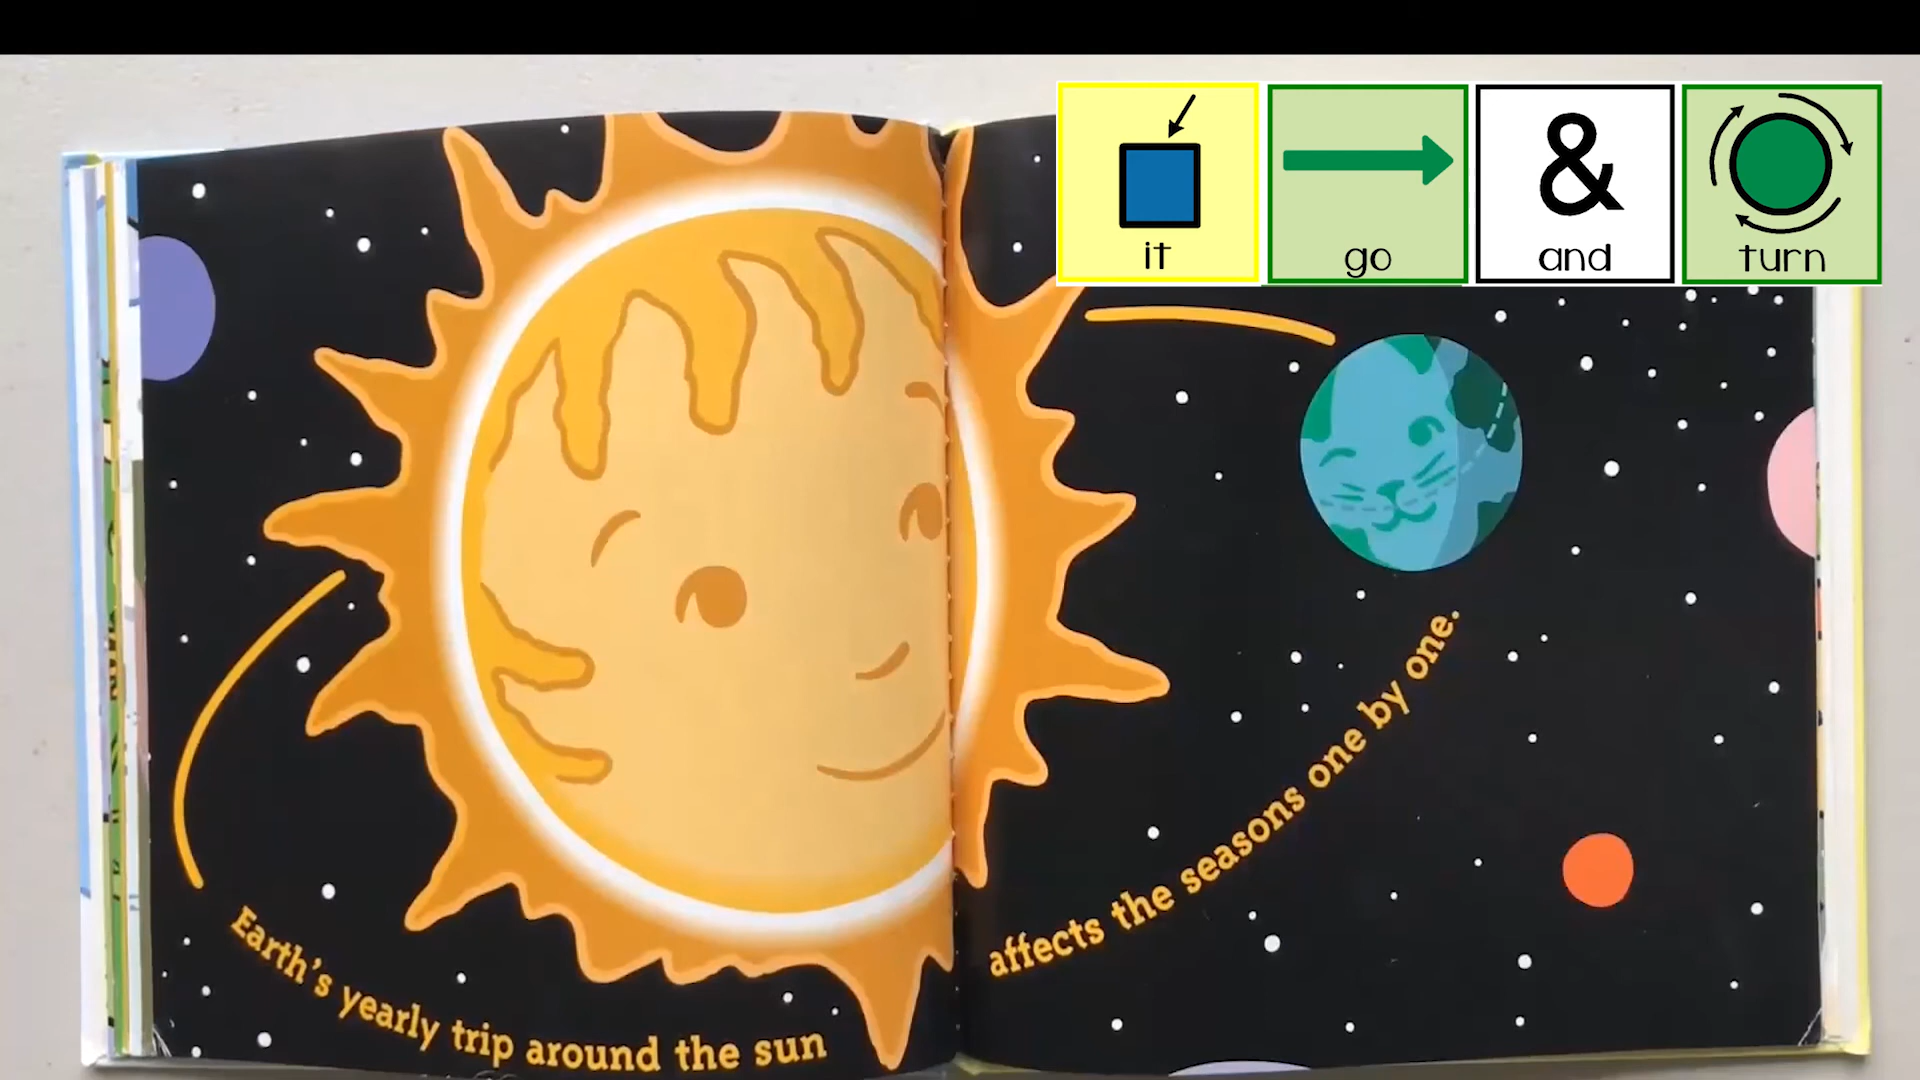 it go & and turn
Earth's yearly trip around the sun
affects the seasons one by one.